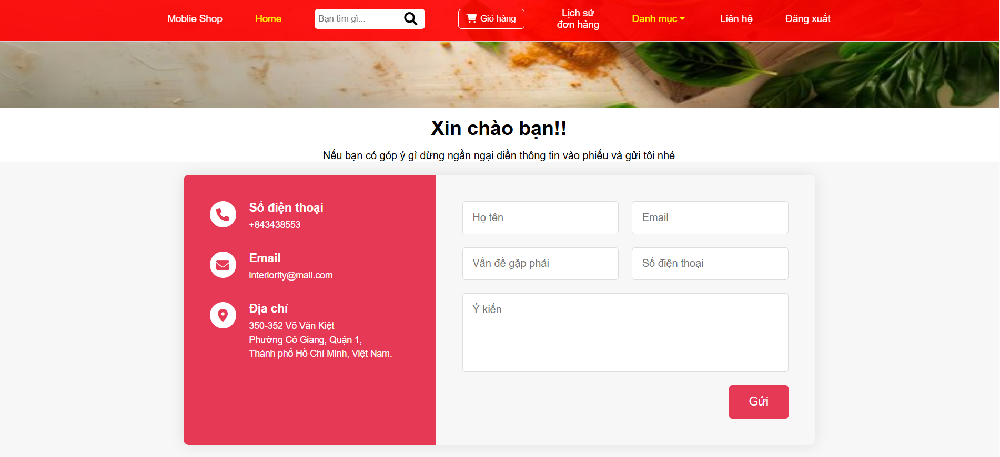 Moblie Shop
Home
Bạn tìm gì...
Giỏ hàng
Lịch sử
đơn hàng
Danh mục
Liên hệ
Đăng xuất
Xin chào bạn!!
Nếu bạn có góp ý gì đừng ngần ngại điền thông tin vào phiếu và gửi tôi nhé
Số điện thoại
+843438553
Email
interiority@mail.com
Địa chỉ
350-352 Võ Văn Kiệt
Phường Cô Giang, Quận 1,
Thành phố Hồ Chí Minh, Việt Nam.
Họ tên
Email
Vấn đề gặp phải
Số điện thoại
Ý kiến
Gửi